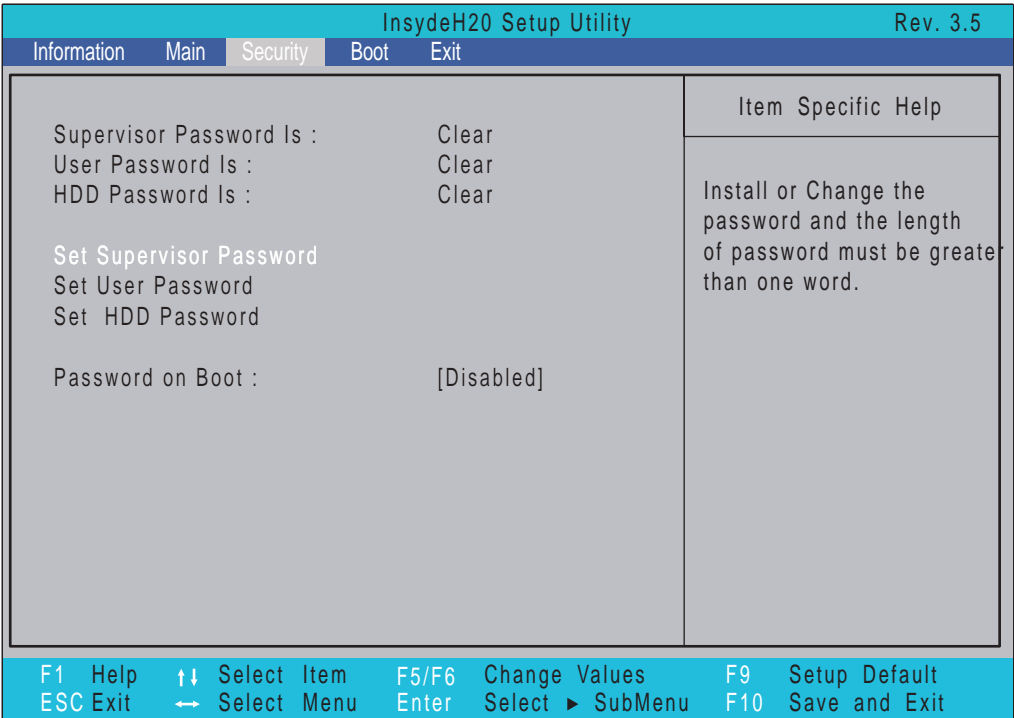 InsydeH20 Setup Utility Rev. 3.5
Information Main Security Boot Exit
Supervisor Password Is : Clear
User Password Is : Clear
HDD Password Is : Clear
Set Supervisor Password
Set User Password
Set HDD Password
Password on Boot : [Disabled]
Item Specific Help
Install or Change the
password and the length
of password must be greater
than one word.
F1 Help ↑↓ Select Item F5/F6 Change Values F9 Setup Default
ESC Exit ↔ Select Menu Enter Select ► SubMenu F10 Save and Exit